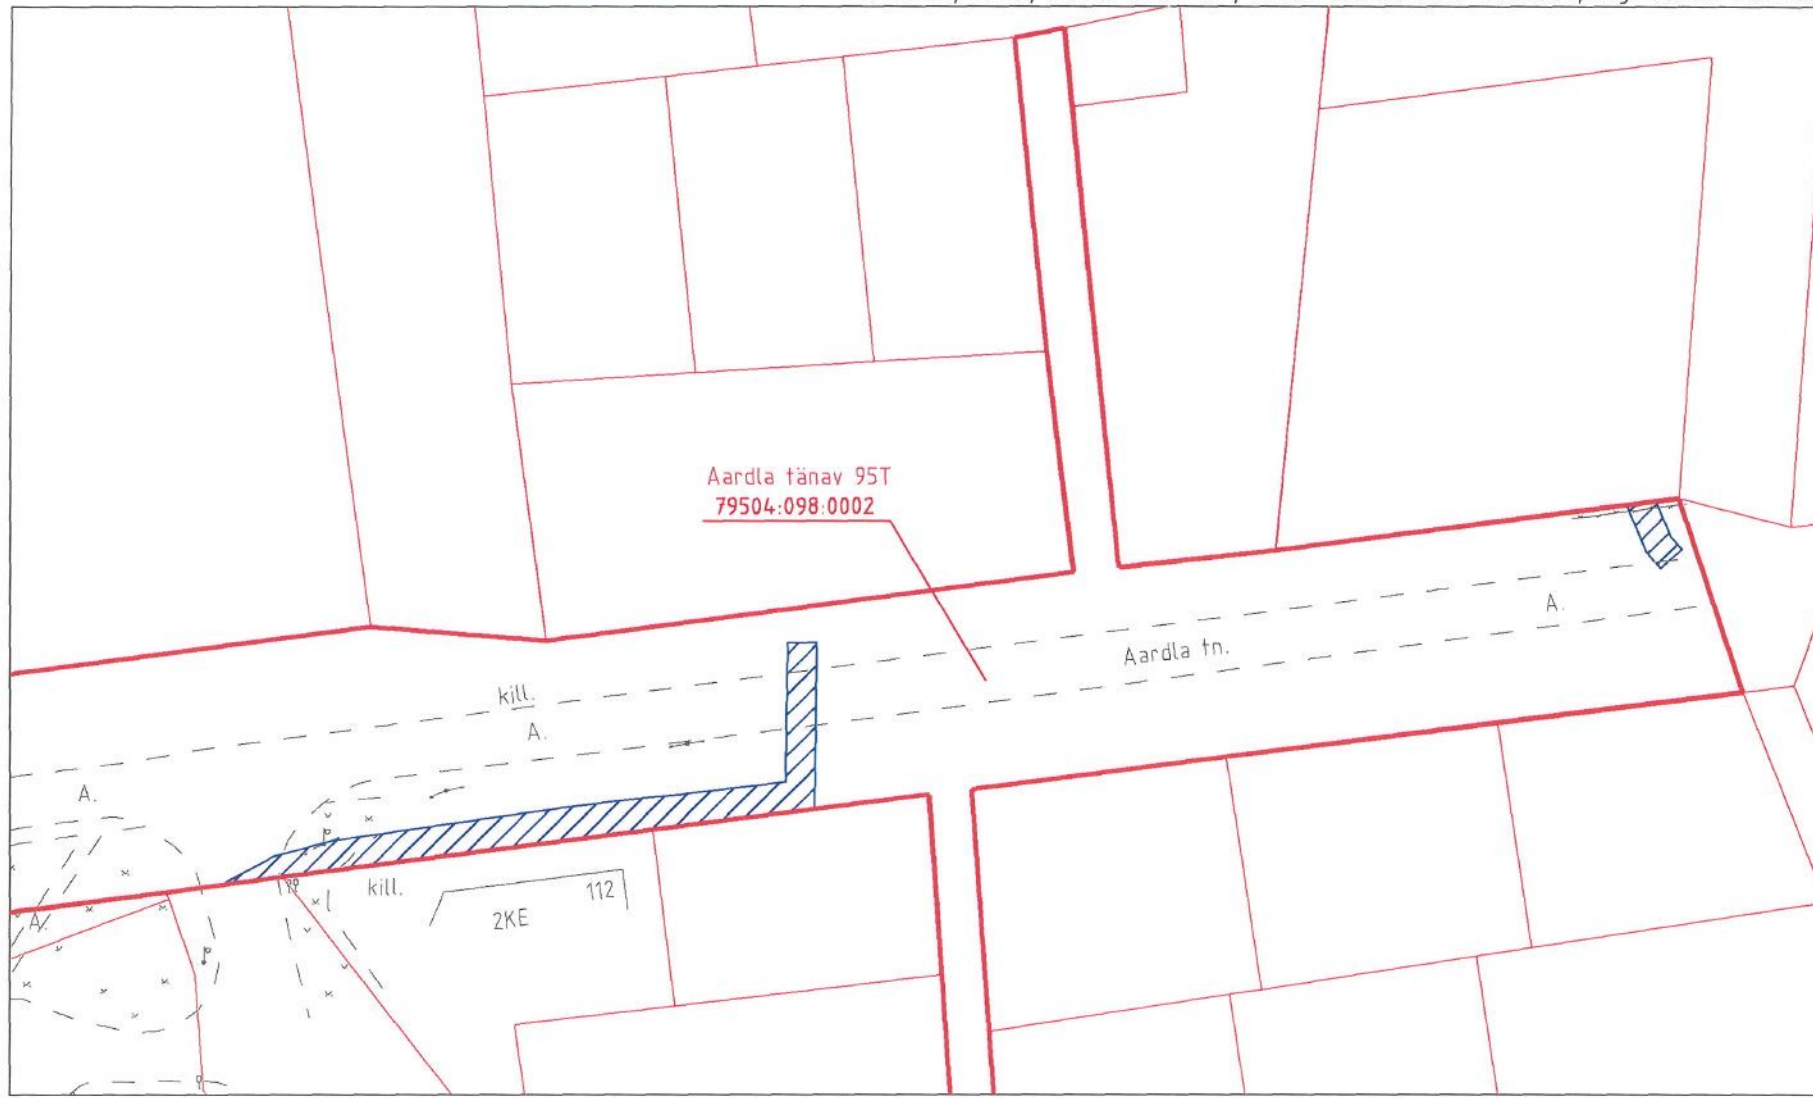 Aardla tänav 95T
79504:098:0002
A.
Aardla tn.
kill.
A.
A.
kill.
112
2KE
A.